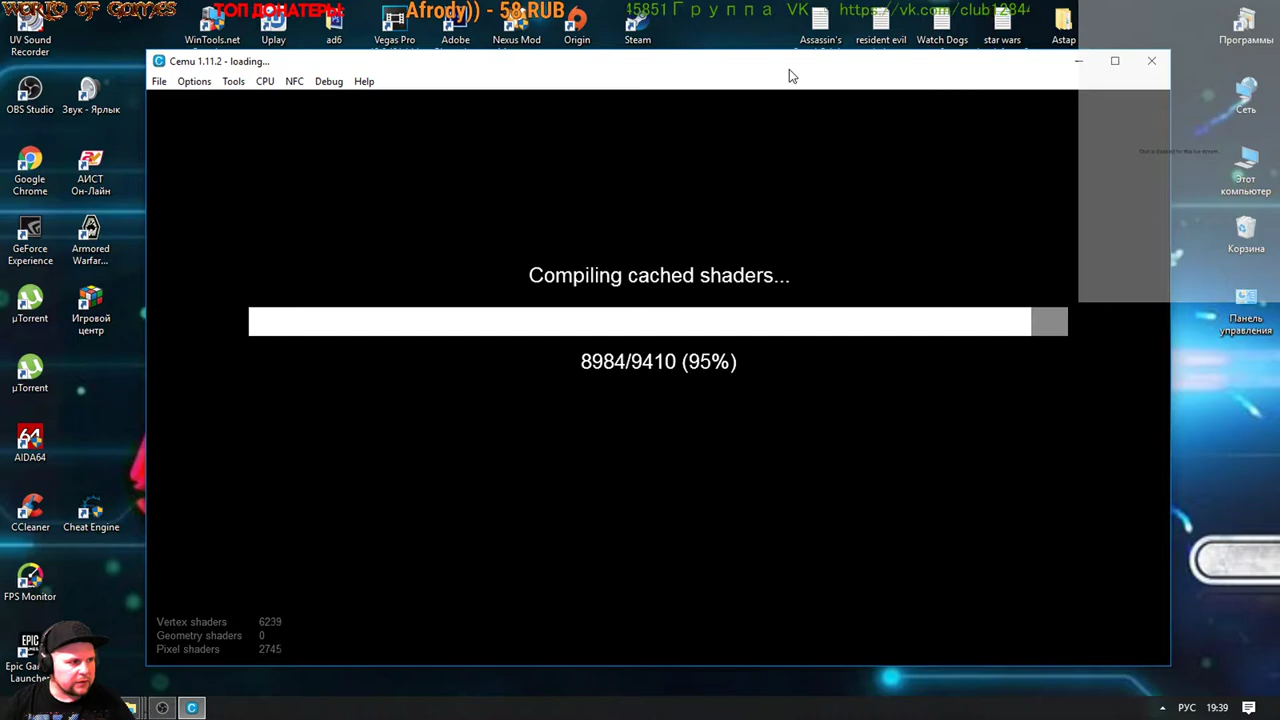 WORLD OF GAMES
ТОП ДОНАТЕРЫ:
Afrody)) - 58 RUB
45851 Группа VK - https://vk.com/club1284
UV Sound Recorder
WinTools.net
Uplay
ad6
Vegas Pro
Adobe
Nexus Mod
Origin
Steam
Assassin's
resident evil
Watch Dogs
star wars
Astap
Программы
Cemu 1.11.2 - loading...
File Options Tools CPU NFC Debug Help
OBS Studio
Звук - Ярлык
Сеть
Google Chrome
АИСТ Он-Лайн
Этот компьютер
GeForce Experience
Armored Warfar...
Корзина
Compiling cached shaders...
8984/9410 (95%)
µTorrent
Игровой центр
Панель управления
µTorrent
64
AIDA64
CCleaner
Cheat Engine
FPS Monitor
Vertex shaders 6239
Geometry shaders 0
Pixel shaders 2745
EPIC
Launcher
РУС 19:39